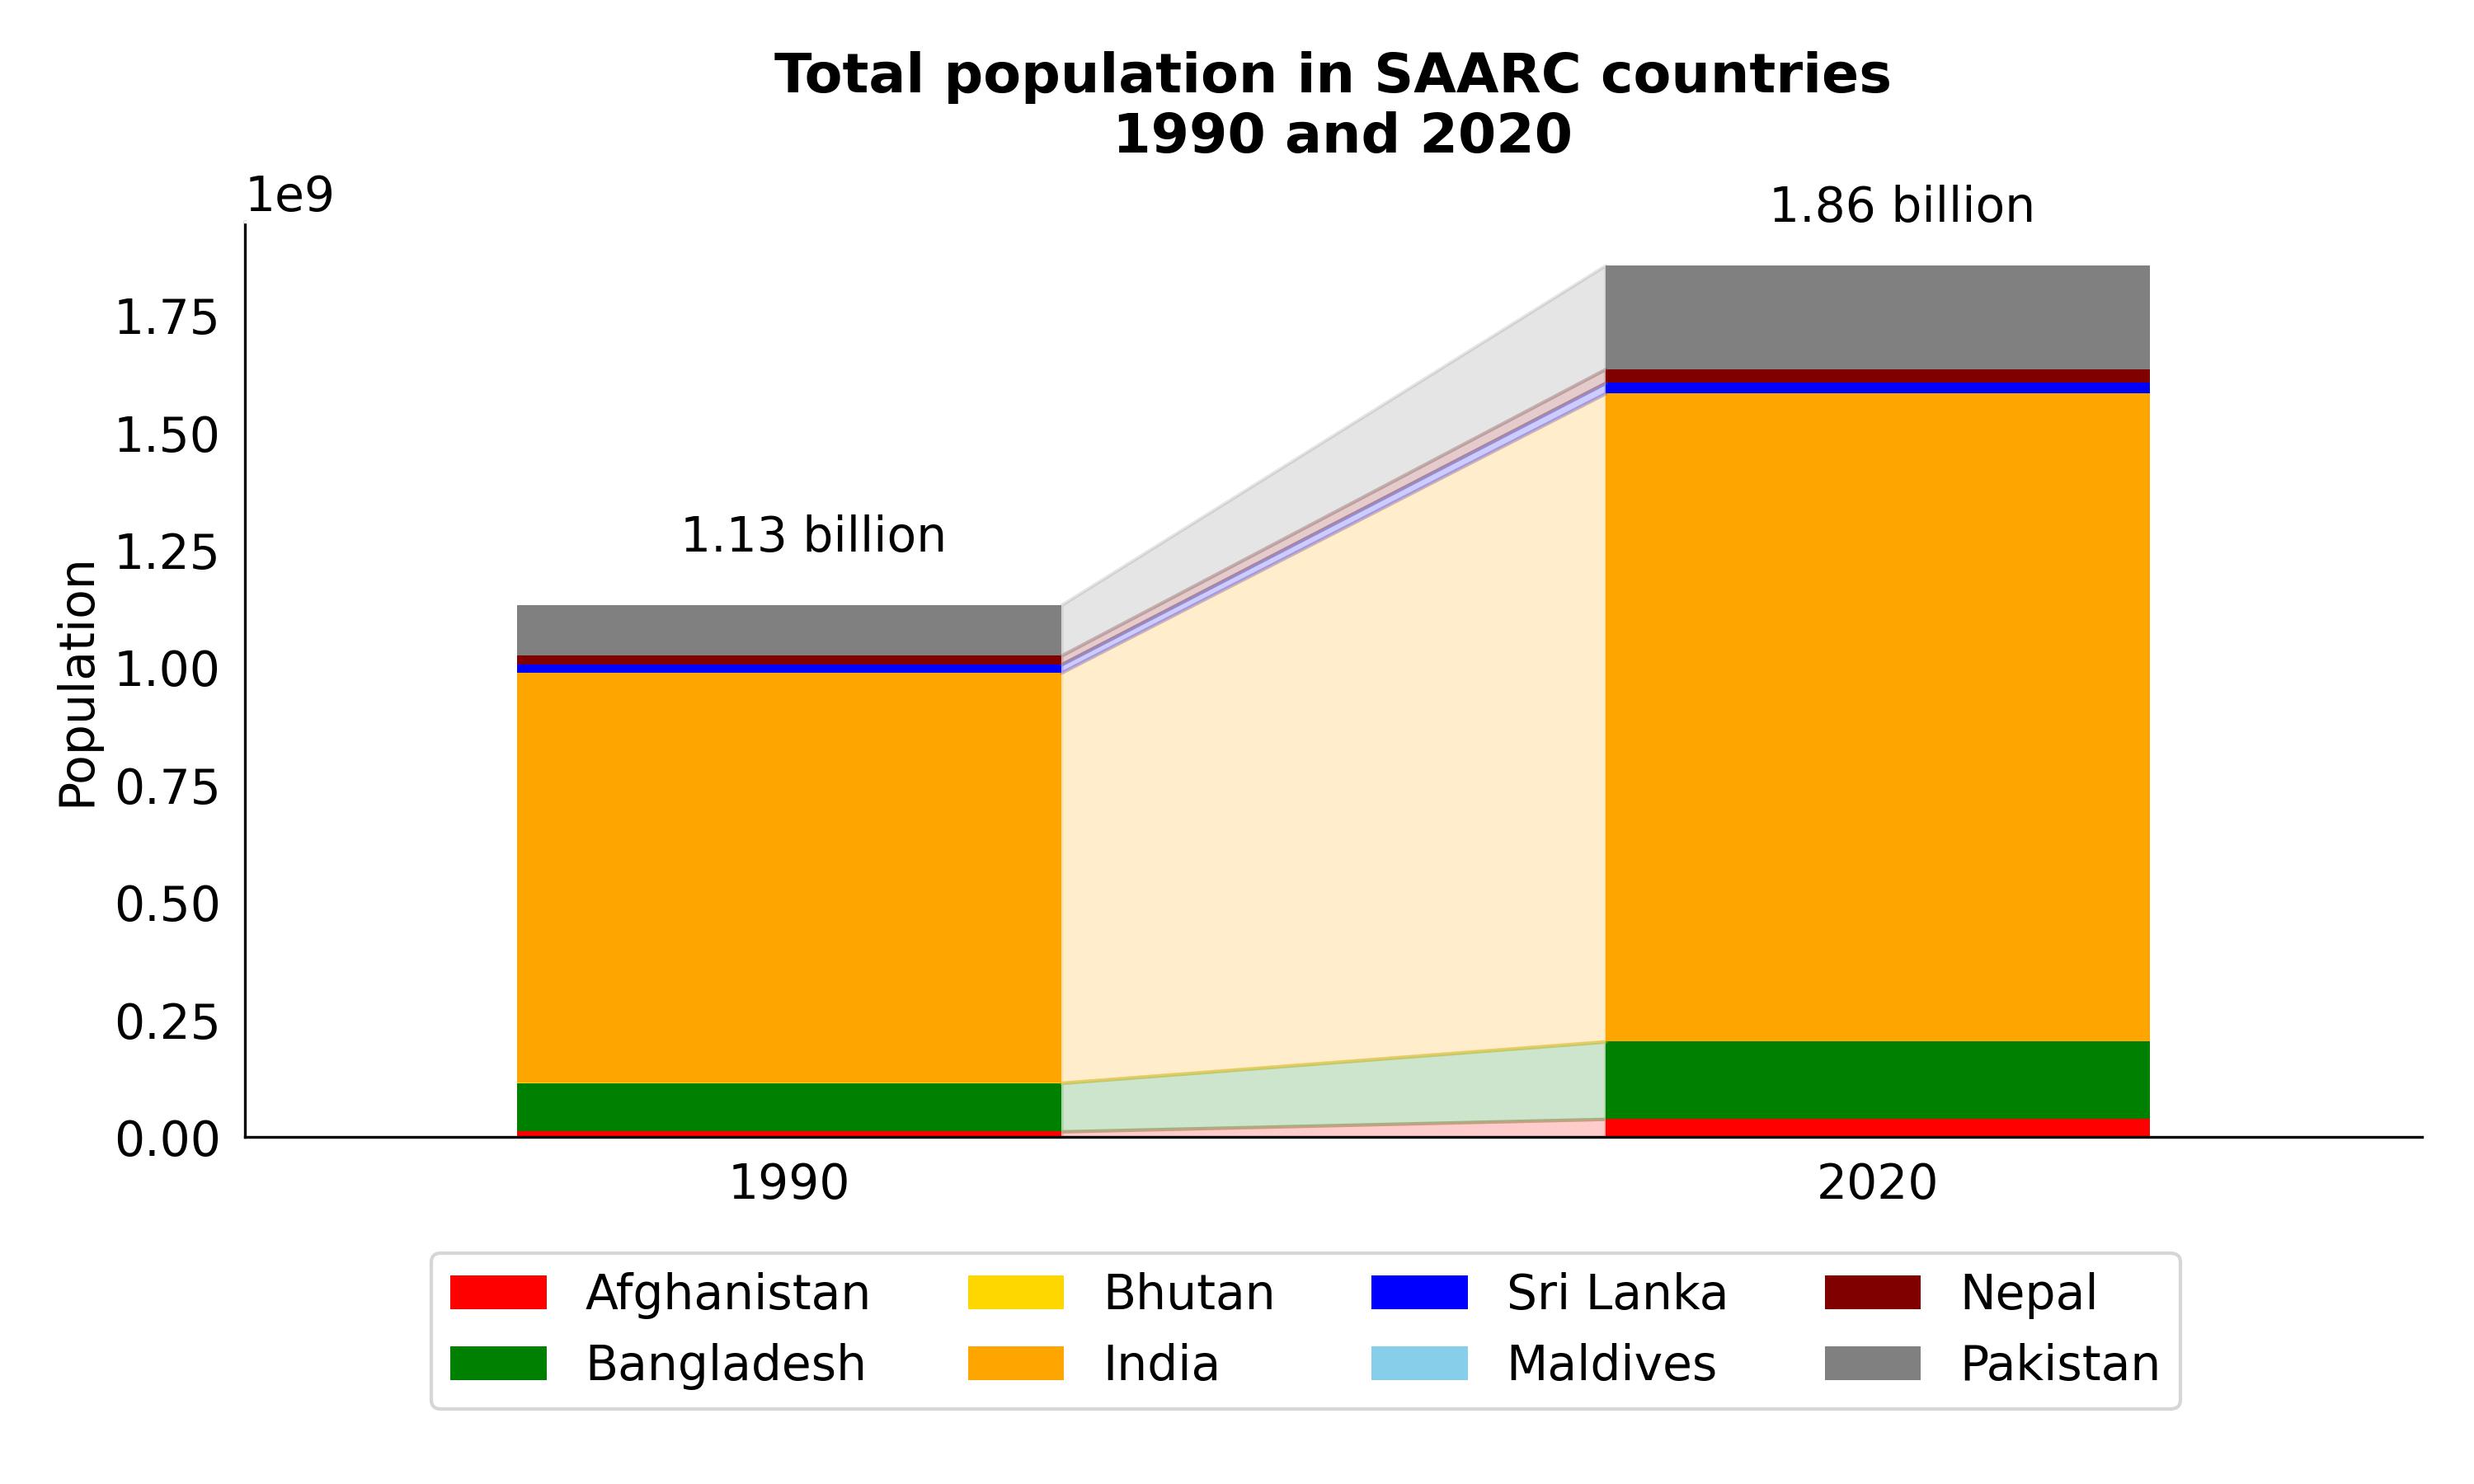 Total population in SAARC countries
1990 and 2020
1e9
1.86 billion
1.75
1.50
1.13 billion
1.25
1.00
Population
0.75
0.50
0.25
0.00
1990
2020
Afghanistan
Bhutan
Sri Lanka
Nepal
Bangladesh
India
Maldives
Pakistan